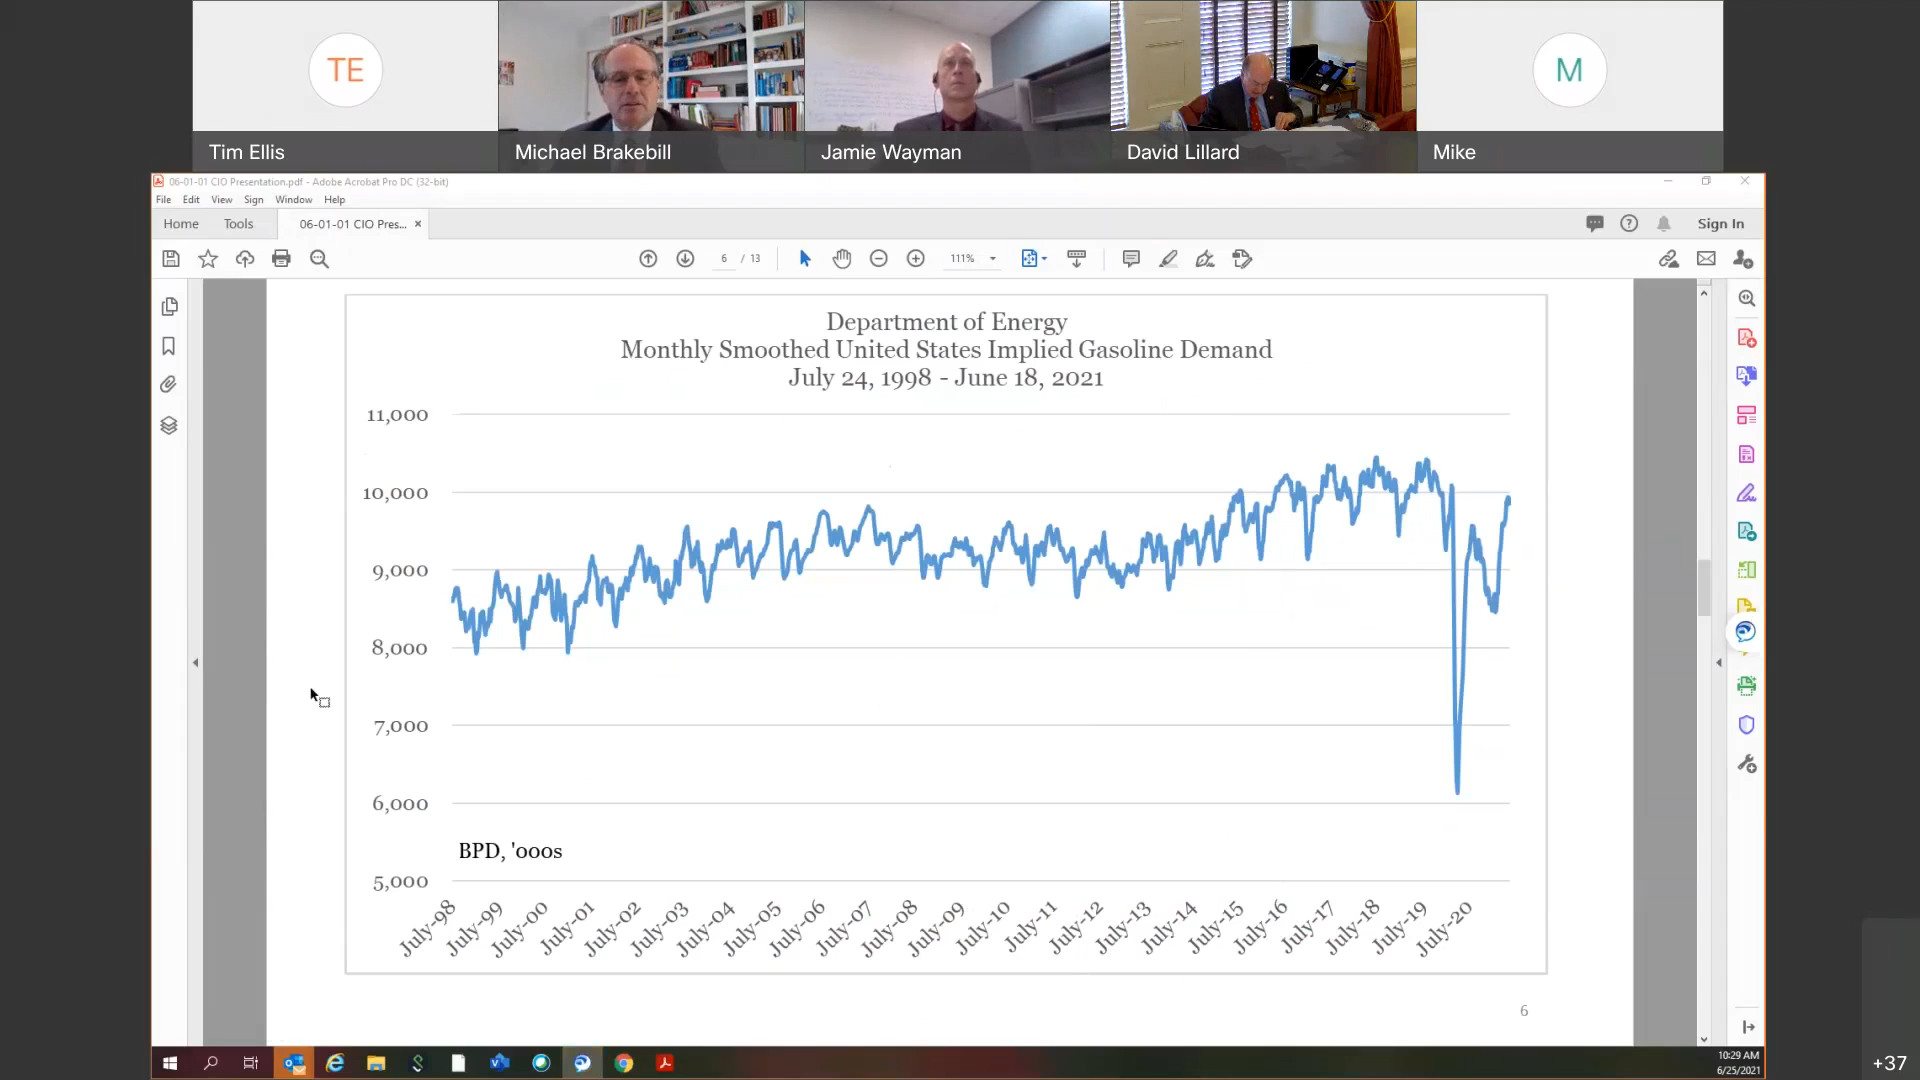 TE
M
Tim Ellis
Michael Brakebill
Jamie Wayman
David Lillard
Mike
06-01-01 CIO Presentation.pdf - Adobe Acrobat Pro DC (32-bit)
File Edit View Sign Window Help
Home Tools 06-01-01 CIO Pres... × Sign In
6 / 13 111%
Department of Energy
Monthly Smoothed United States Implied Gasoline Demand
July 24, 1998 - June 18, 2021
11,000
10,000
9,000
8,000
7,000
6,000
BPD, '000s
5,000
July-98 July-99 July-00 July-01 July-02 July-03 July-04 July-05 July-06 July-07 July-08 July-09 July-10 July-11 July-12 July-13 July-14 July-15 July-16 July-17 July-18 July-19 July-20
6
10:29 AM
6/25/2021
+37